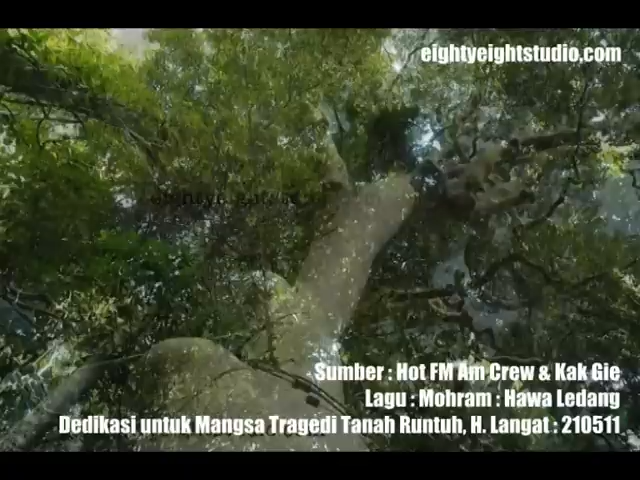 eightyeightstudio.com
Sumber : Hot FM Am Crew & Kak Gie
Lagu : Mohram : Hawa Ledang
Dedikasi untuk Mangsa Tragedi Tanah Runtuh, H. Langat : 210511